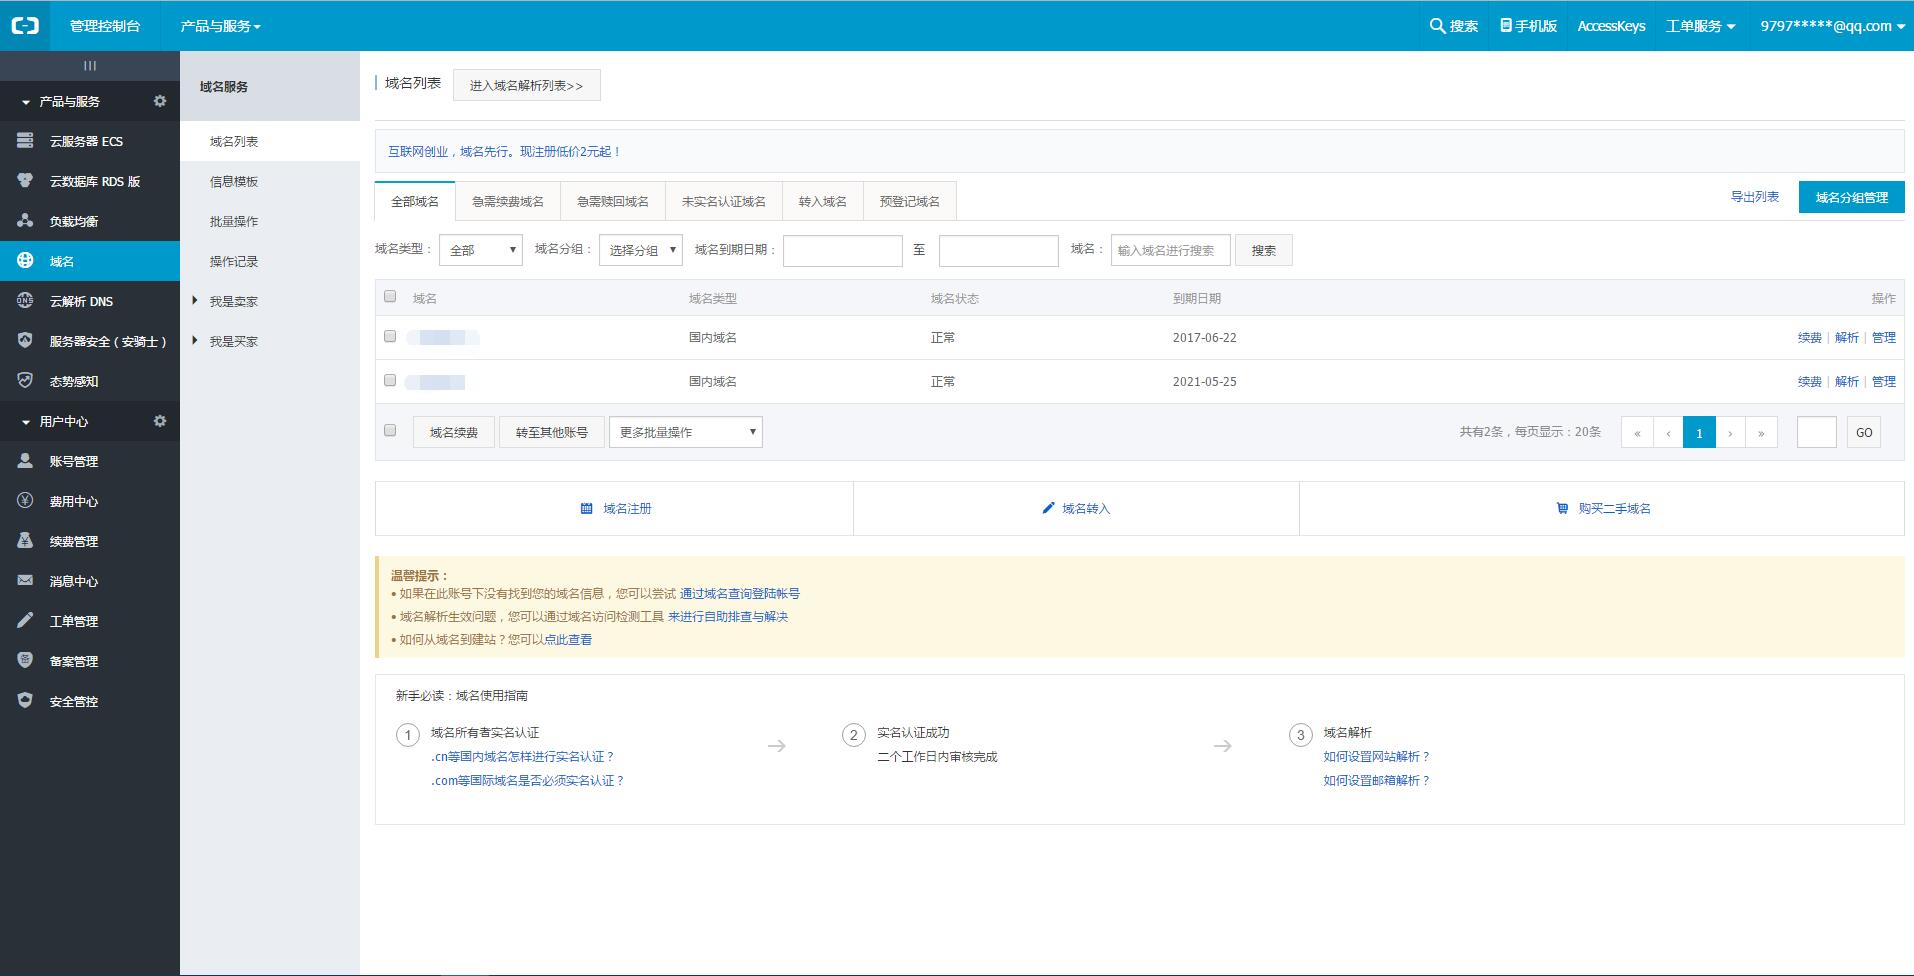 管理控制台 产品与服务 搜索 手机版 AccessKeys 工单服务 9797*****@qq.com
产品与服务
云服务器 ECS
云数据库 RDS 版
负载均衡
域名
云解析 DNS
服务器安全（安骑士）
态势感知
用户中心
账号管理
费用中心
续费管理
消息中心
工单管理
备案管理
安全管控
域名服务
域名列表
信息模板
批量操作
操作记录
我是卖家
我是买家
域名列表 进入域名解析列表>>
互联网创业，域名先行。现注册低价2元起！
全部域名 急需续费域名 急需赎回域名 未实名认证域名 转入域名 预登记域名 导出列表 域名分组管理
域名类型： 全部 域名分组： 选择分组 域名到期日期： 至 域名： 输入域名进行搜索 搜索
域名 域名类型 域名状态 到期日期 操作
国内域名 正常 2017-06-22 续费 | 解析 | 管理
国内域名 正常 2021-05-25 续费 | 解析 | 管理
域名续费 转至其他账号 更多批量操作 共有2条，每页显示：20条 « ‹ 1 › » GO
域名注册 域名转入 购买二手域名
温馨提示：
• 如果在此账号下没有找到您的域名信息，您可以尝试 通过域名查询登陆帐号
• 域名解析生效问题，您可以通过域名访问检测工具 来进行自助排查与解决
• 如何从域名到建站？您可以点此查看
新手必读：域名使用指南
1 域名所有者实名认证
.cn等国内域名怎样进行实名认证？
.com等国际域名是否必须实名认证？
2 实名认证成功
二个工作日内审核完成
3 域名解析
如何设置网站解析？
如何设置邮箱解析？